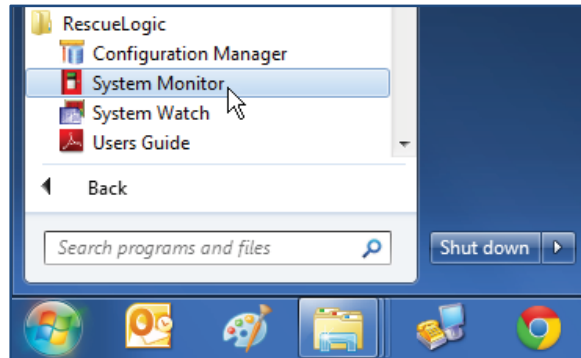 RescueLogic
Configuration Manager
System Monitor
System Watch
Users Guide
Back
Search programs and files
Shut down